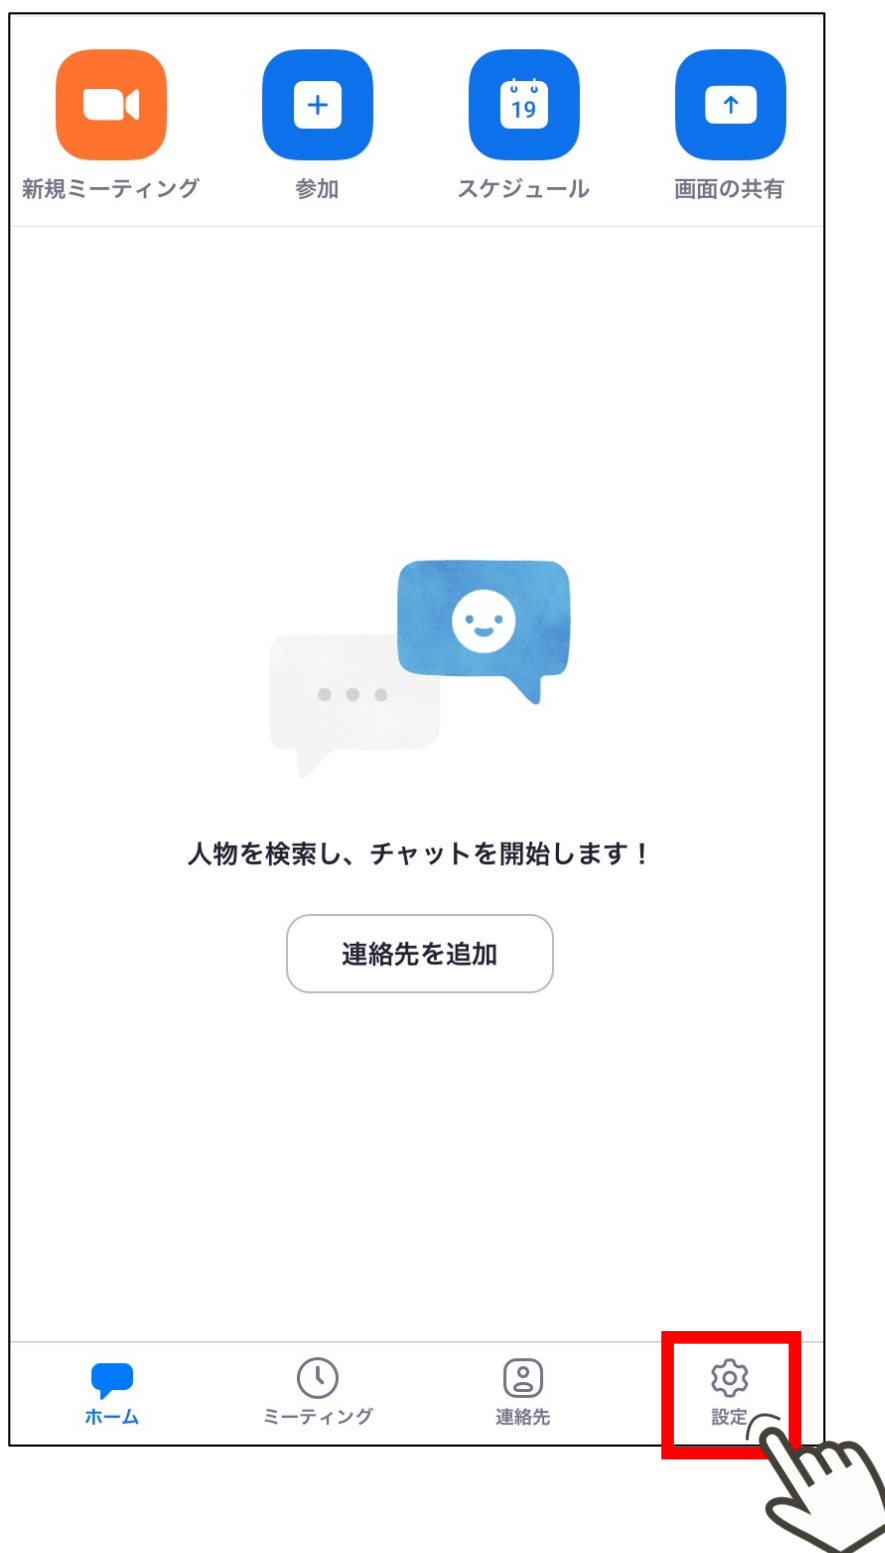 19
新規ミーティング
参加
スケジュール
画面の共有
人物を検索し、チャットを開始します！
連絡先を追加
ホーム
ミーティング
連絡先
設定